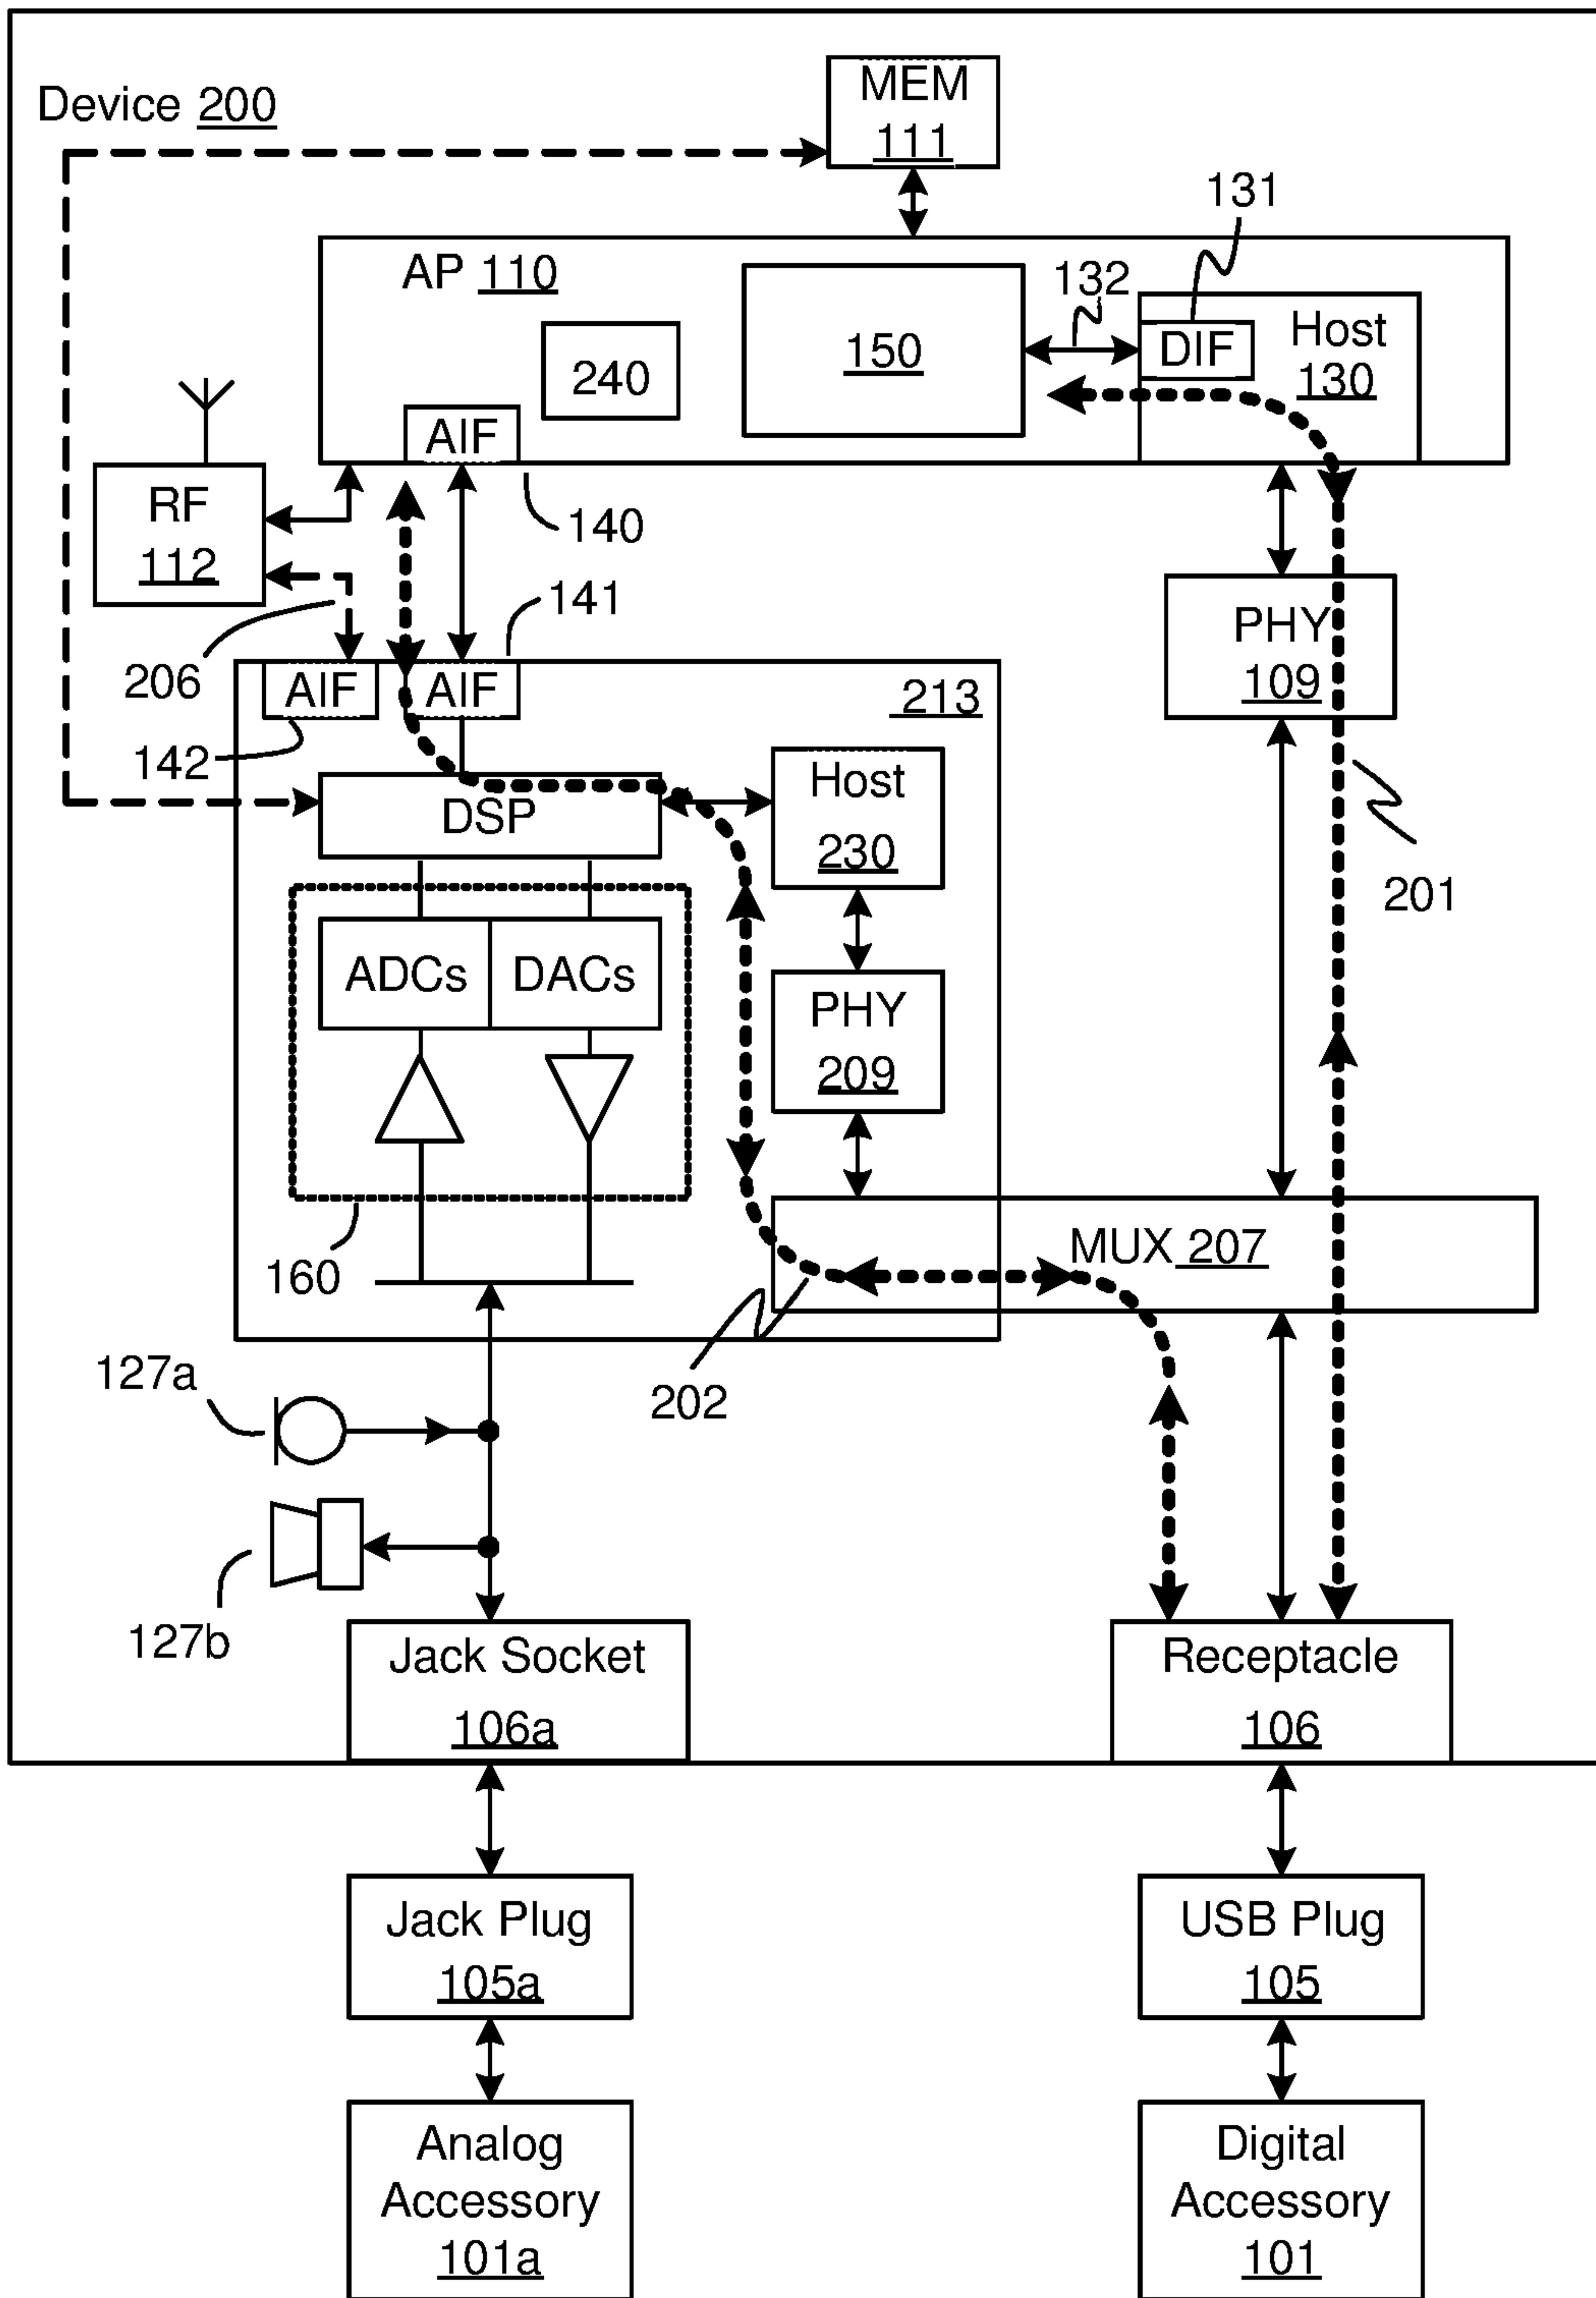 Device 200
MEM
111
131
AP 110
132
150
DIF
Host
130
240
AIF
RF
112
140
141
206
PHY
109
AIF
AIF
213
142
Host
230
DSP
201
ADCs
DACs
PHY
209
MUX 207
160
202
127a
127b
Jack Socket
106a
Receptacle
106
Jack Plug
105a
USB Plug
105
Analog
Accessory
101a
Digital
Accessory
101